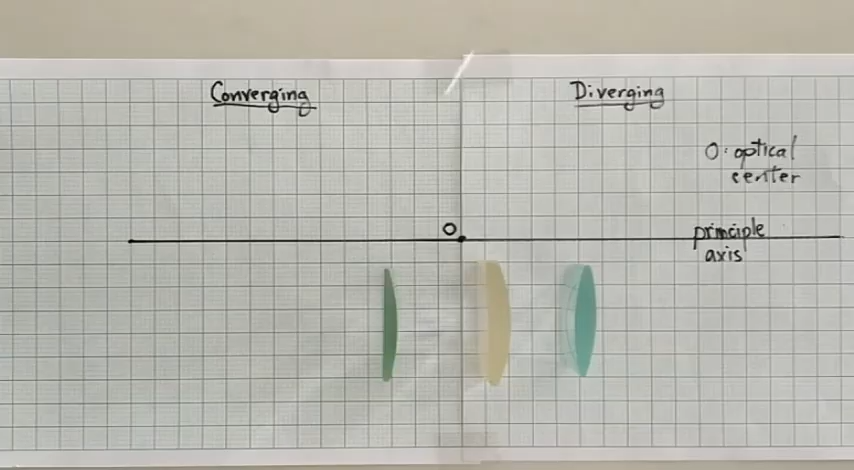 Converging
Diverging
O: optical
center
O
principle
axis